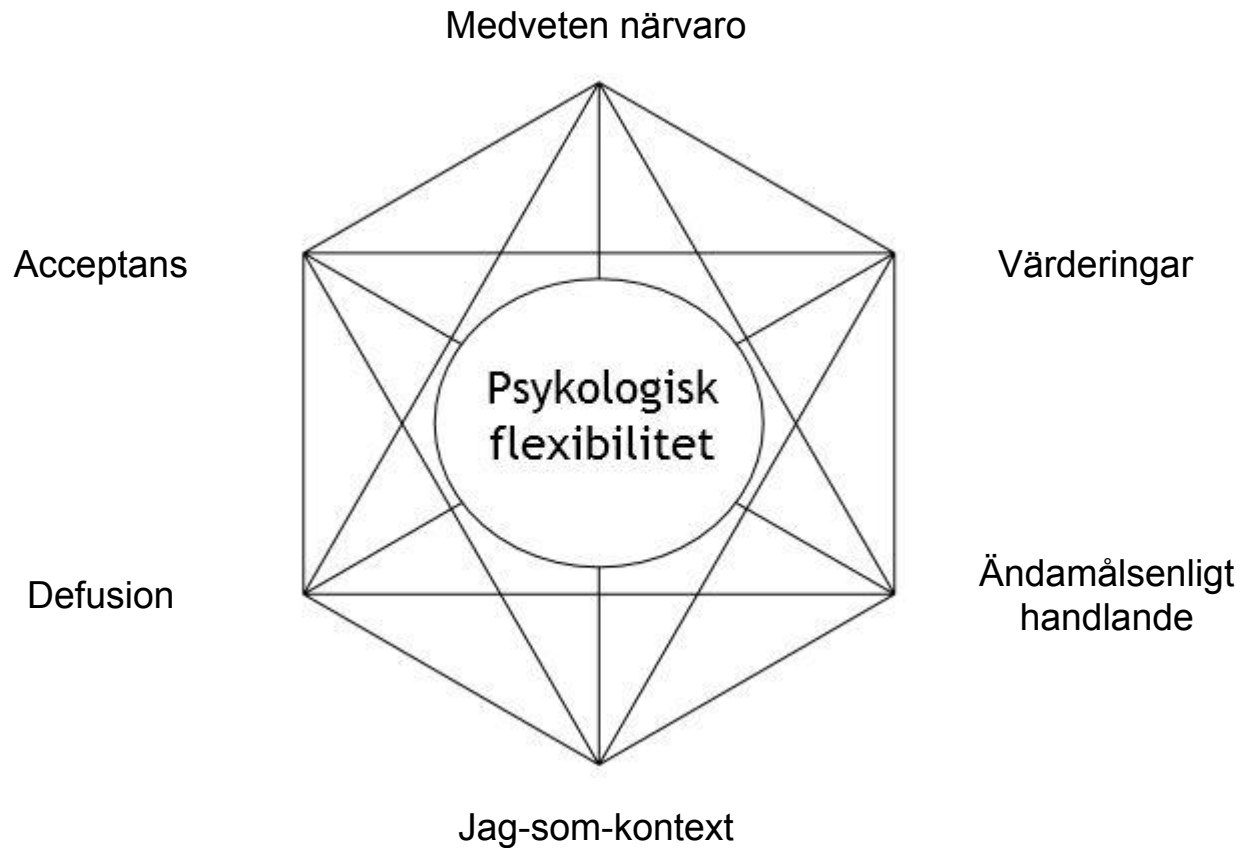 Medveten närvaro
Acceptans
Värderingar
Psykologisk
flexibilitet
Defusion
Ändamålsenligt
handlande
Jag-som-kontext